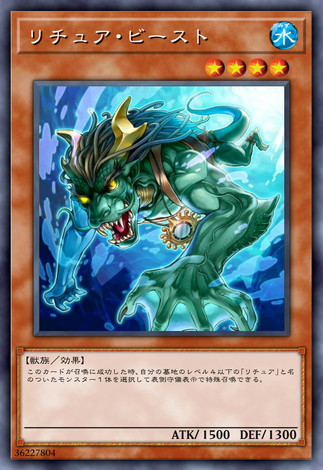 リチュア・ビースト
水
【獣族／効果】
このカードが召喚に成功した時、自分の墓地のレベル４以下の「リチュア」と名
のついたモンスター１体を選択して表側守備表示で特殊召喚できる。
ATK/1500 DEF/1300
36227804